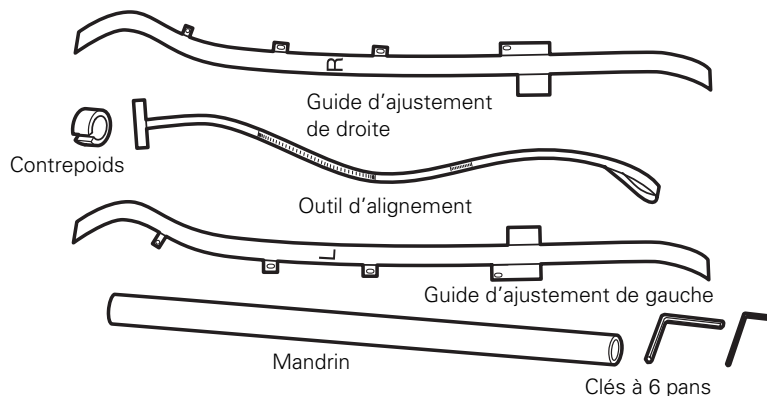 R
Guide d’ajustement
de droite
Contrepoids
Outil d’alignement
L
Guide d’ajustement de gauche
Mandrin
Clés à 6 pans